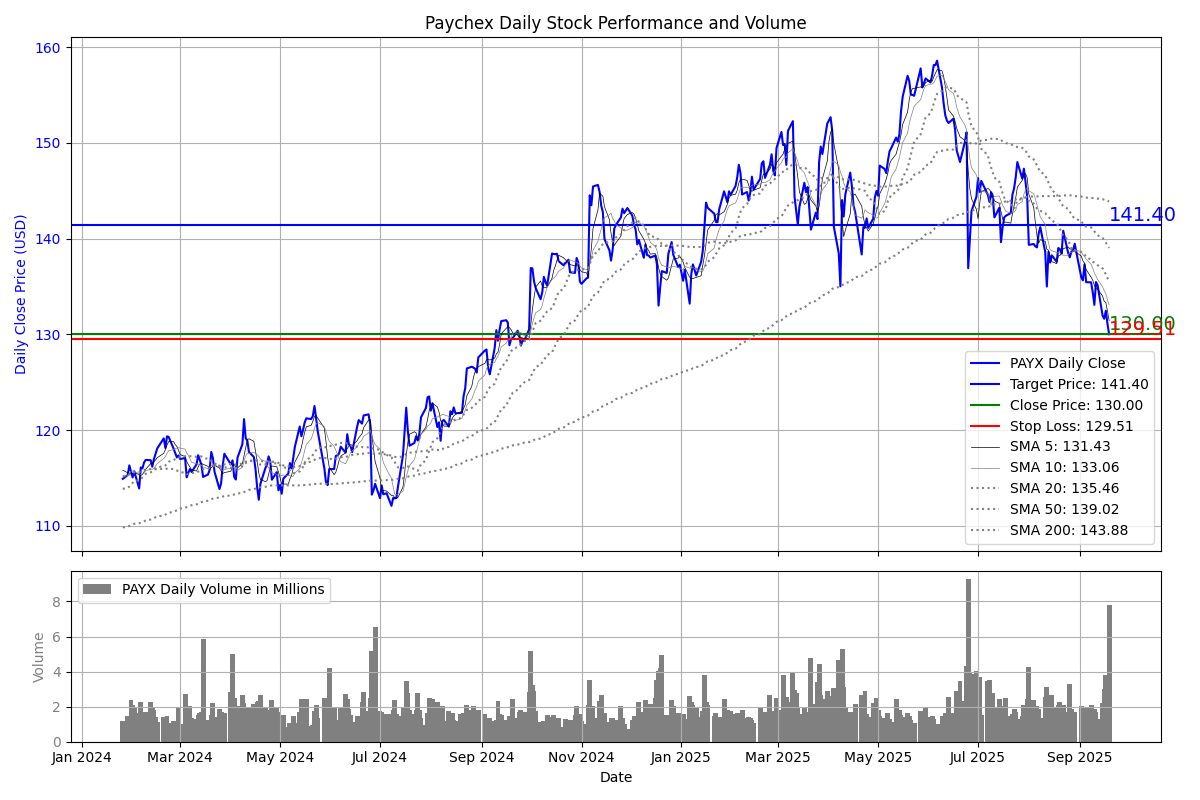 Paychex Daily Stock Performance and Volume
Daily Close Price (USD)
160
150
140
130
120
110
141.40
130.00
129.51
PAYX Daily Close
Target Price: 141.40
Close Price: 130.00
Stop Loss: 129.51
SMA 5: 131.43
SMA 10: 133.06
SMA 20: 135.46
SMA 50: 139.02
SMA 200: 143.88
PAYX Daily Volume in Millions
Volume
8
6
4
2
0
Jan 2024 Mar 2024 May 2024 Jul 2024 Sep 2024 Nov 2024 Jan 2025 Mar 2025 May 2025 Jul 2025 Sep 2025
Date